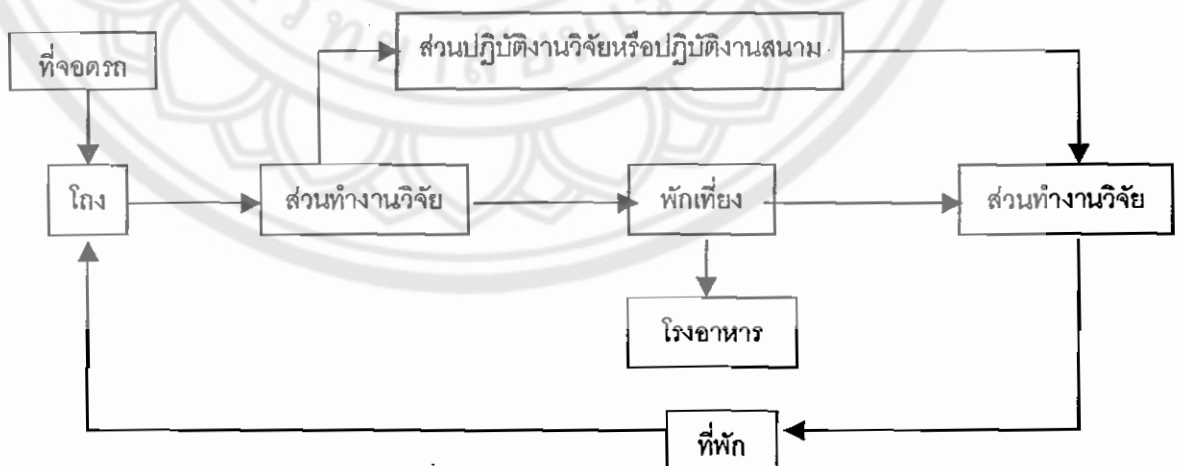 ส่วนปฏิบัติงานวิจัยหรือปฏิบัติงานสนาม
ที่จอดรถ
โถง
ส่วนทำงานวิจัย
พักเที่ยง
ส่วนทำงานวิจัย
โรงอาหาร
ที่พัก